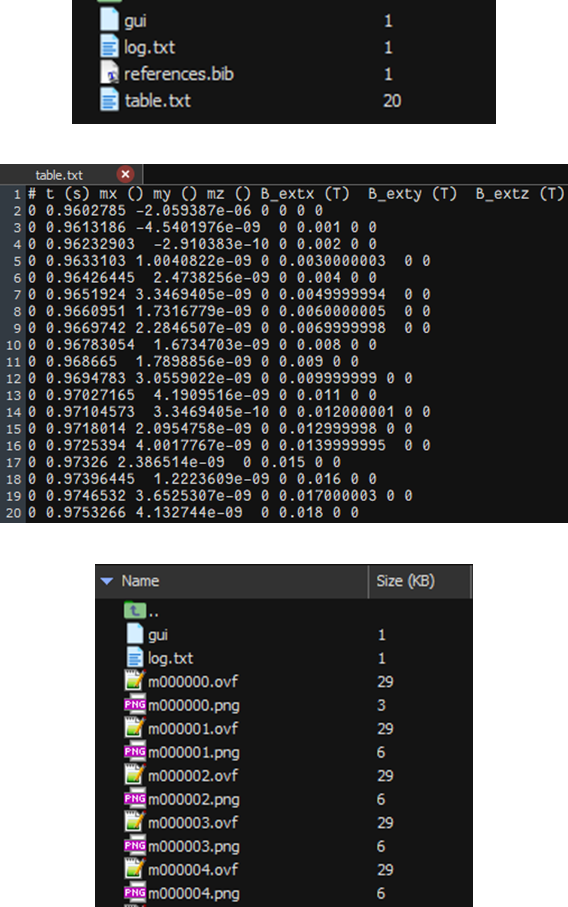 gui 1
log.txt 1
references.bib 1
table.txt 20
table.txt
1 # t (s) mx () my () mz () B_extx (T) B_exty (T) B_extz (T)
2 0 0.9602785 -2.059387e-06 0 0 0 0
3 0 0.9613186 -4.5401976e-09 0 0.001 0 0
4 0 0.96232903 -2.910383e-10 0 0.002 0 0
5 0 0.9633103 1.0040822e-09 0 0.0030000003 0 0
6 0 0.96426445 2.4738256e-09 0 0.004 0 0
7 0 0.9651924 3.3469405e-09 0 0.0049999994 0 0
8 0 0.9660951 1.7316779e-09 0 0.0060000005 0 0
9 0 0.9669742 2.2846507e-09 0 0.0069999998 0 0
10 0 0.96783054 1.6734703e-09 0 0.008 0 0
11 0 0.968665 1.7898856e-09 0 0.009 0 0
12 0 0.9694783 3.0559022e-09 0 0.009999999 0 0
13 0 0.97027165 4.1909516e-09 0 0.011 0 0
14 0 0.97104573 3.3469405e-10 0 0.012000001 0 0
15 0 0.9718014 2.0954758e-09 0 0.012999998 0 0
16 0 0.9725394 4.0017767e-09 0 0.0139999995 0 0
17 0 0.97326 2.386514e-09 0 0.015 0 0
18 0 0.97396445 1.2223609e-09 0 0.016 0 0
19 0 0.9746532 3.6525307e-09 0 0.017000003 0 0
20 0 0.9753266 4.132744e-09 0 0.018 0 0
Name Size (KB)
..
gui 1
log.txt 1
m000000.ovf 29
PNG m000000.png 3
m000001.ovf 29
PNG m000001.png 6
m000002.ovf 29
PNG m000002.png 6
m000003.ovf 29
PNG m000003.png 6
m000004.ovf 29
PNG m000004.png 6